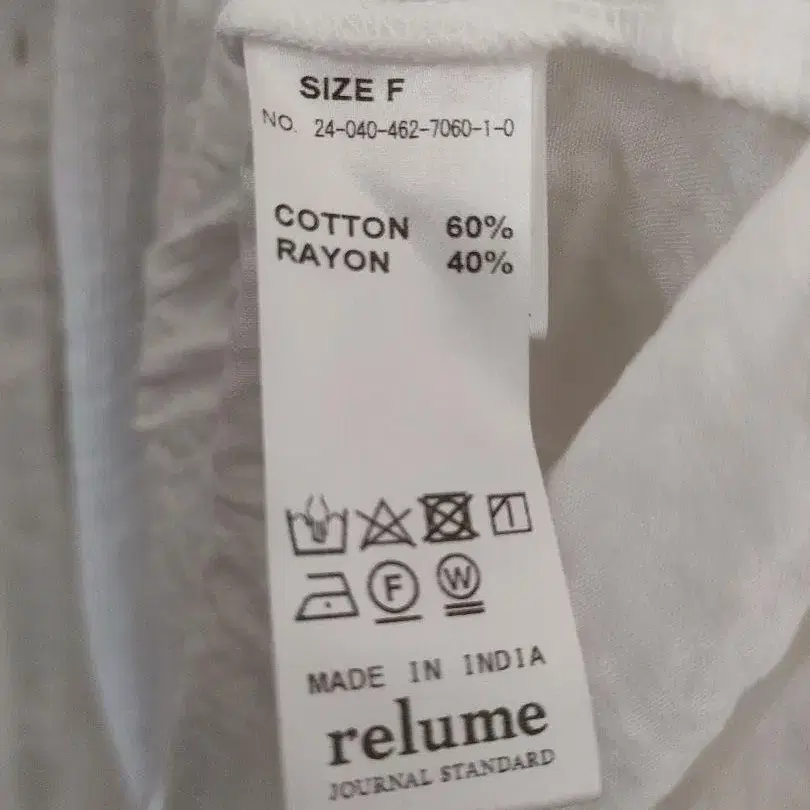 SIZE F
NO. 24-040-462-7060-1-0
COTTON 60%
RAYON 40%
F W
MADE IN INDIA
relume
JOURNAL STANDARD